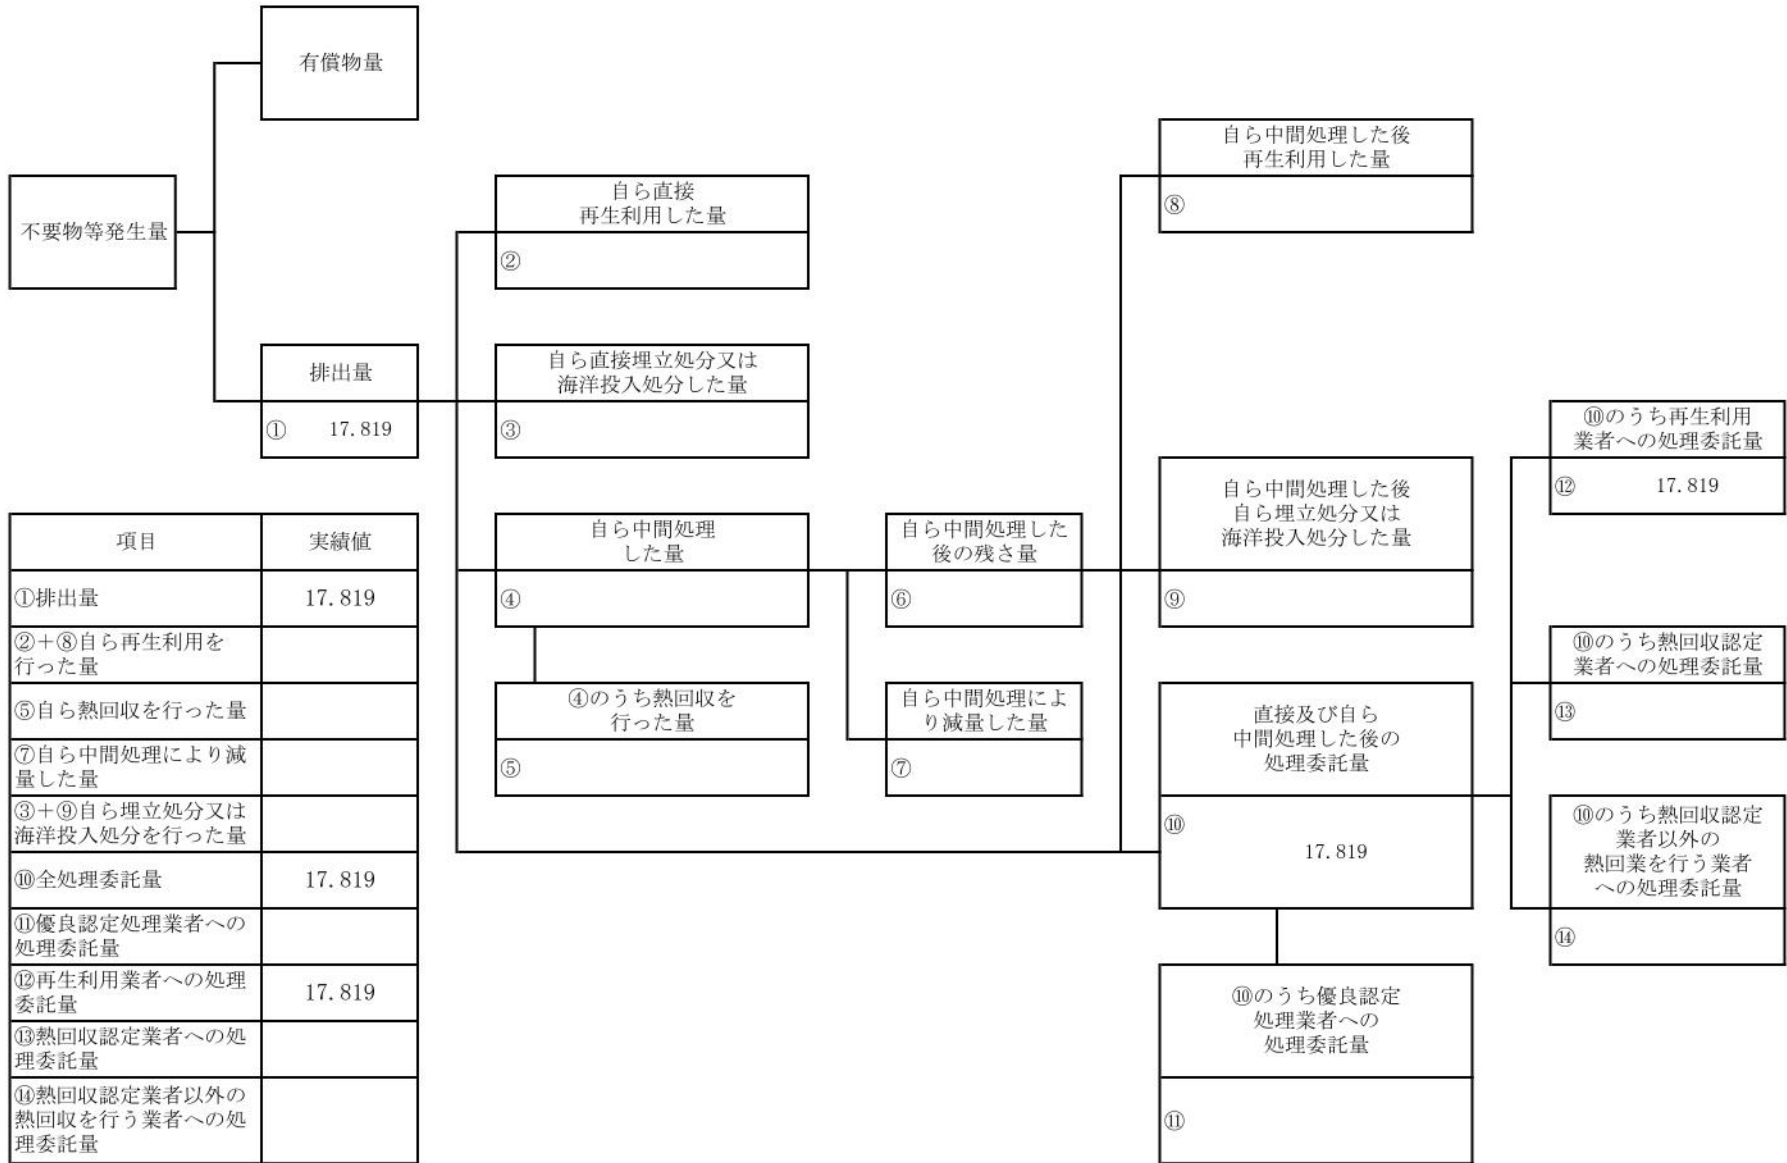 有償物量
不要物等発生量
排出量
① 17.819
自ら直接
再生利用した量
②
自ら直接埋立処分又は
海洋投入処分した量
③
自ら中間処理
した量
④
④のうち熱回収を
行った量
⑤
自ら中間処理した
後の残さ量
⑥
自ら中間処理によ
り減量した量
⑦
自ら中間処理した後
再生利用した量
⑧
自ら中間処理した後
自ら埋立処分又は
海洋投入処分した量
⑨
直接及び自ら
中間処理した後の
処理委託量
⑩
17.819
⑩のうち優良認定
処理業者への
処理委託量
⑪
⑩のうち再生利用
業者への処理委託量
⑫ 17.819
⑩のうち熱回収認定
業者への処理委託量
⑬
⑩のうち熱回収認定
業者以外の
熱回業を行う業者
への処理委託量
⑭
項目 実績値
①排出量 17.819
②+⑧自ら再生利用を
行った量
⑤自ら熱回収を行った量
⑦自ら中間処理により減
量した量
③+⑨自ら埋立処分又は
海洋投入処分を行った量
⑩全処理委託量 17.819
⑪優良認定処理業者への
処理委託量
⑫再生利用業者への処理
委託量 17.819
⑬熱回収認定業者への処
理委託量
⑭熱回収認定業者以外の
熱回収を行う業者への処
理委託量